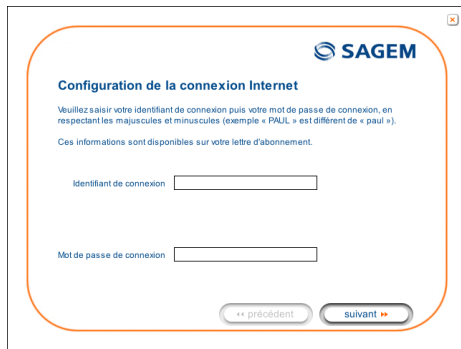 SAGEM
Configuration de la connexion Internet
Veuillez saisir votre identifiant de connexion puis votre mot de passe de connexion, en
respectant les majuscules et minuscules (exemple « PAUL » est différent de « paul »).
Ces informations sont disponibles sur votre lettre d'abonnement.
Identifiant de connexion
Mot de passe de connexion
précédent
suivant